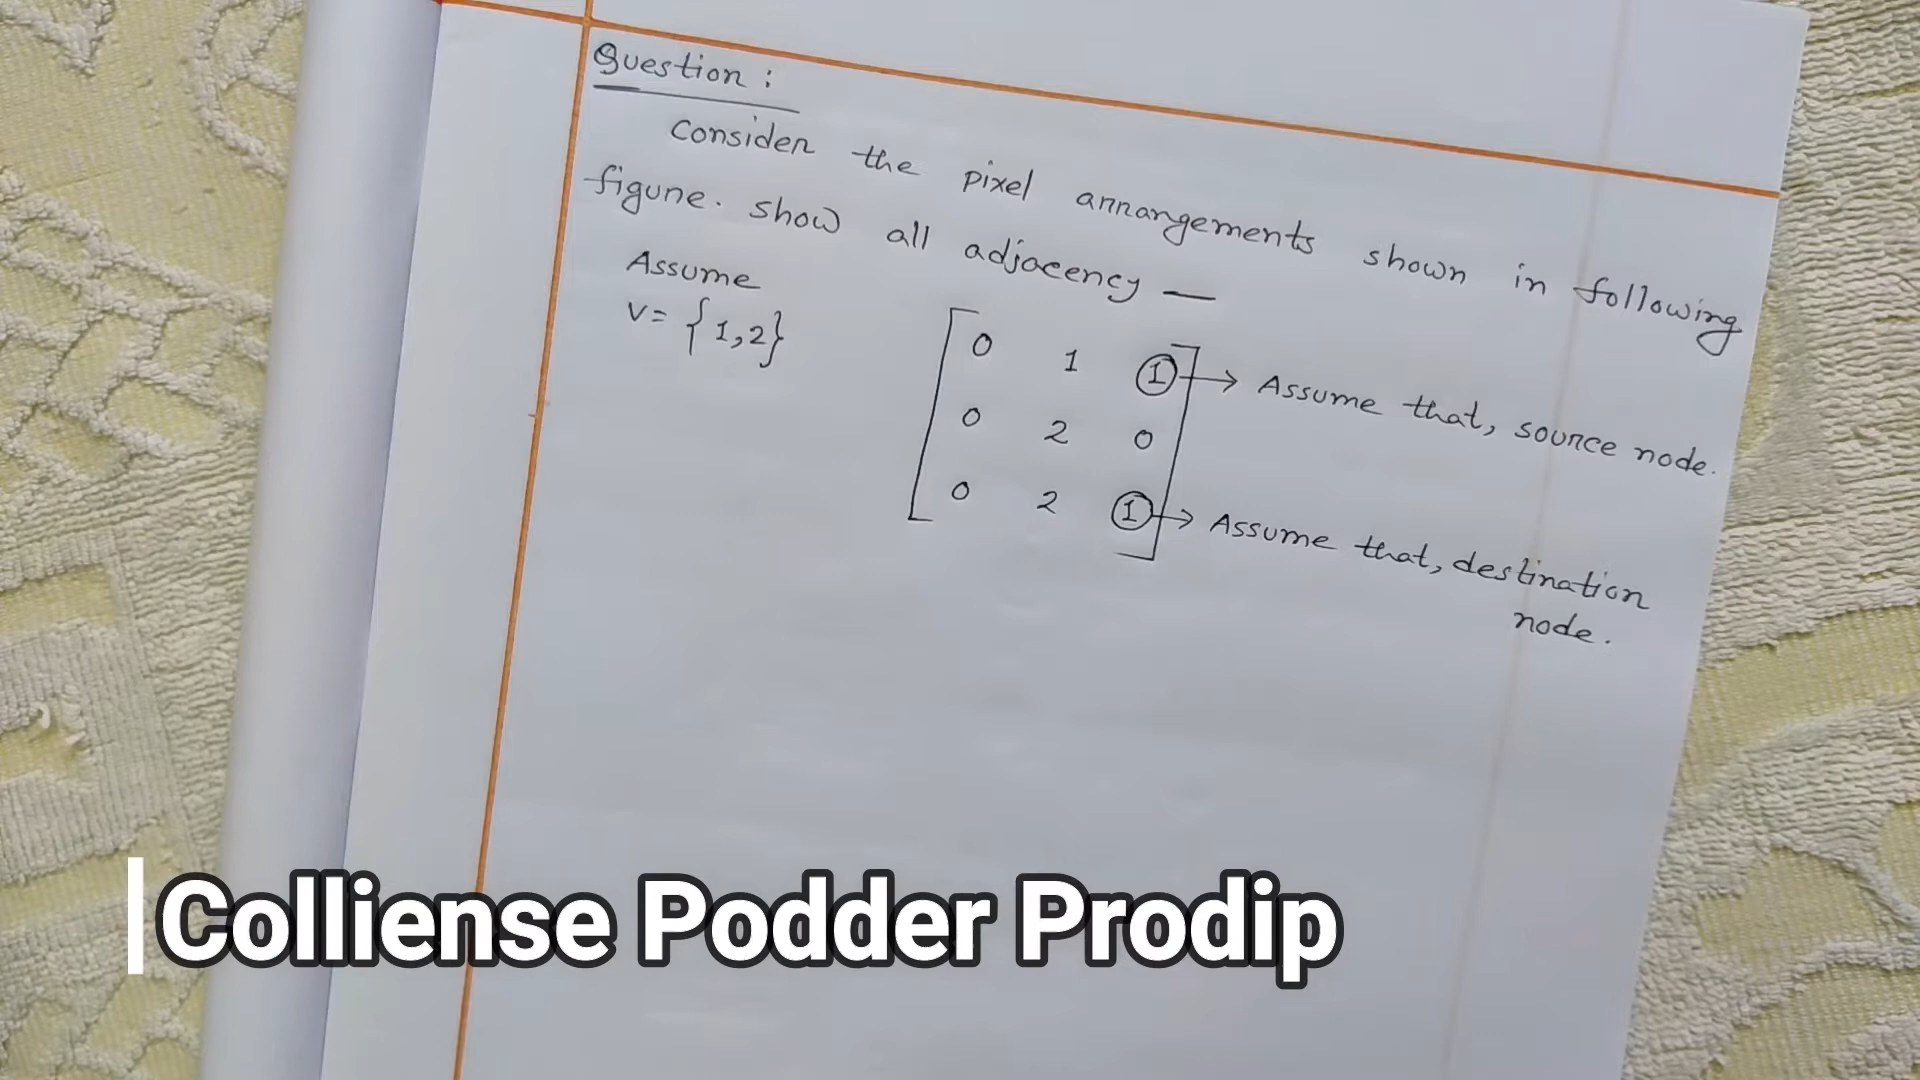 Question:
Consider the pixel arrangements shown in following
figure. show all adjacency —
Assume
V= {1,2}
0 1 1 → Assume that, source node.
0 2 0
0 2 1 → Assume that, destination
node.
Colliense Podder Prodip